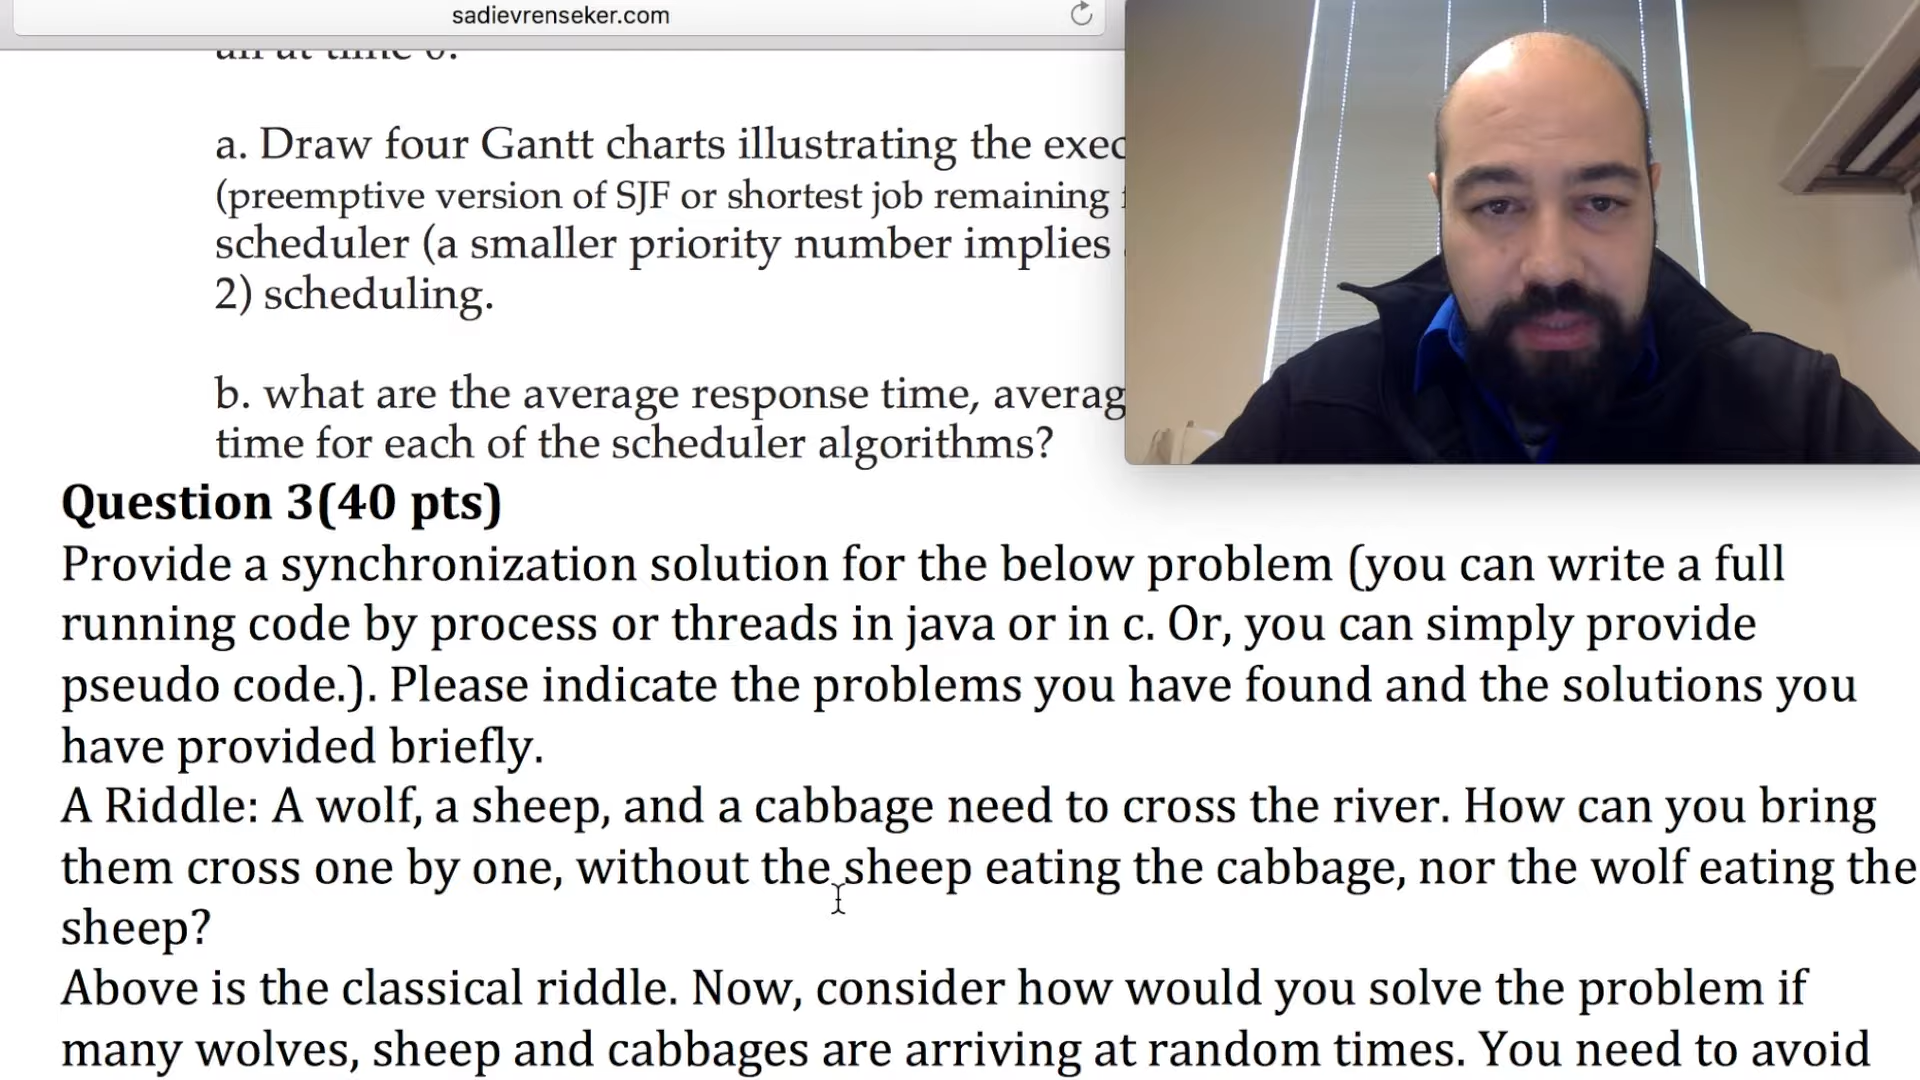 sadievrenseker.com
all at time 0.
a. Draw four Gantt charts illustrating the exec
(preemptive version of SJF or shortest job remaining
scheduler (a smaller priority number implies
2) scheduling.
b. what are the average response time, averag
time for each of the scheduler algorithms?
Question 3(40 pts)
Provide a synchronization solution for the below problem (you can write a full
running code by process or threads in java or in c. Or, you can simply provide
pseudo code.). Please indicate the problems you have found and the solutions you
have provided briefly.
A Riddle: A wolf, a sheep, and a cabbage need to cross the river. How can you bring
them cross one by one, without the sheep eating the cabbage, nor the wolf eating the
sheep?
Above is the classical riddle. Now, consider how would you solve the problem if
many wolves, sheep and cabbages are arriving at random times. You need to avoid